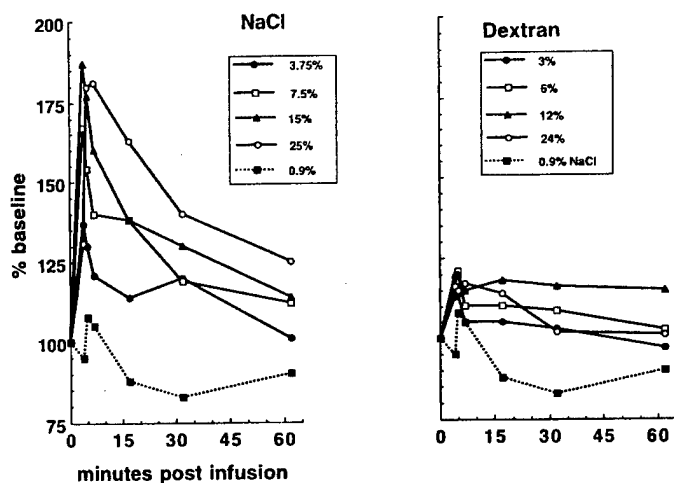 NaCl
200
175
150
125
100
75
% baseline
3.75%
7.5%
15%
25%
0.9%
0 15 30 45 60
minutes post infusion
Dextran
3%
6%
12%
24%
0.9% NaCl
0 15 30 45 60